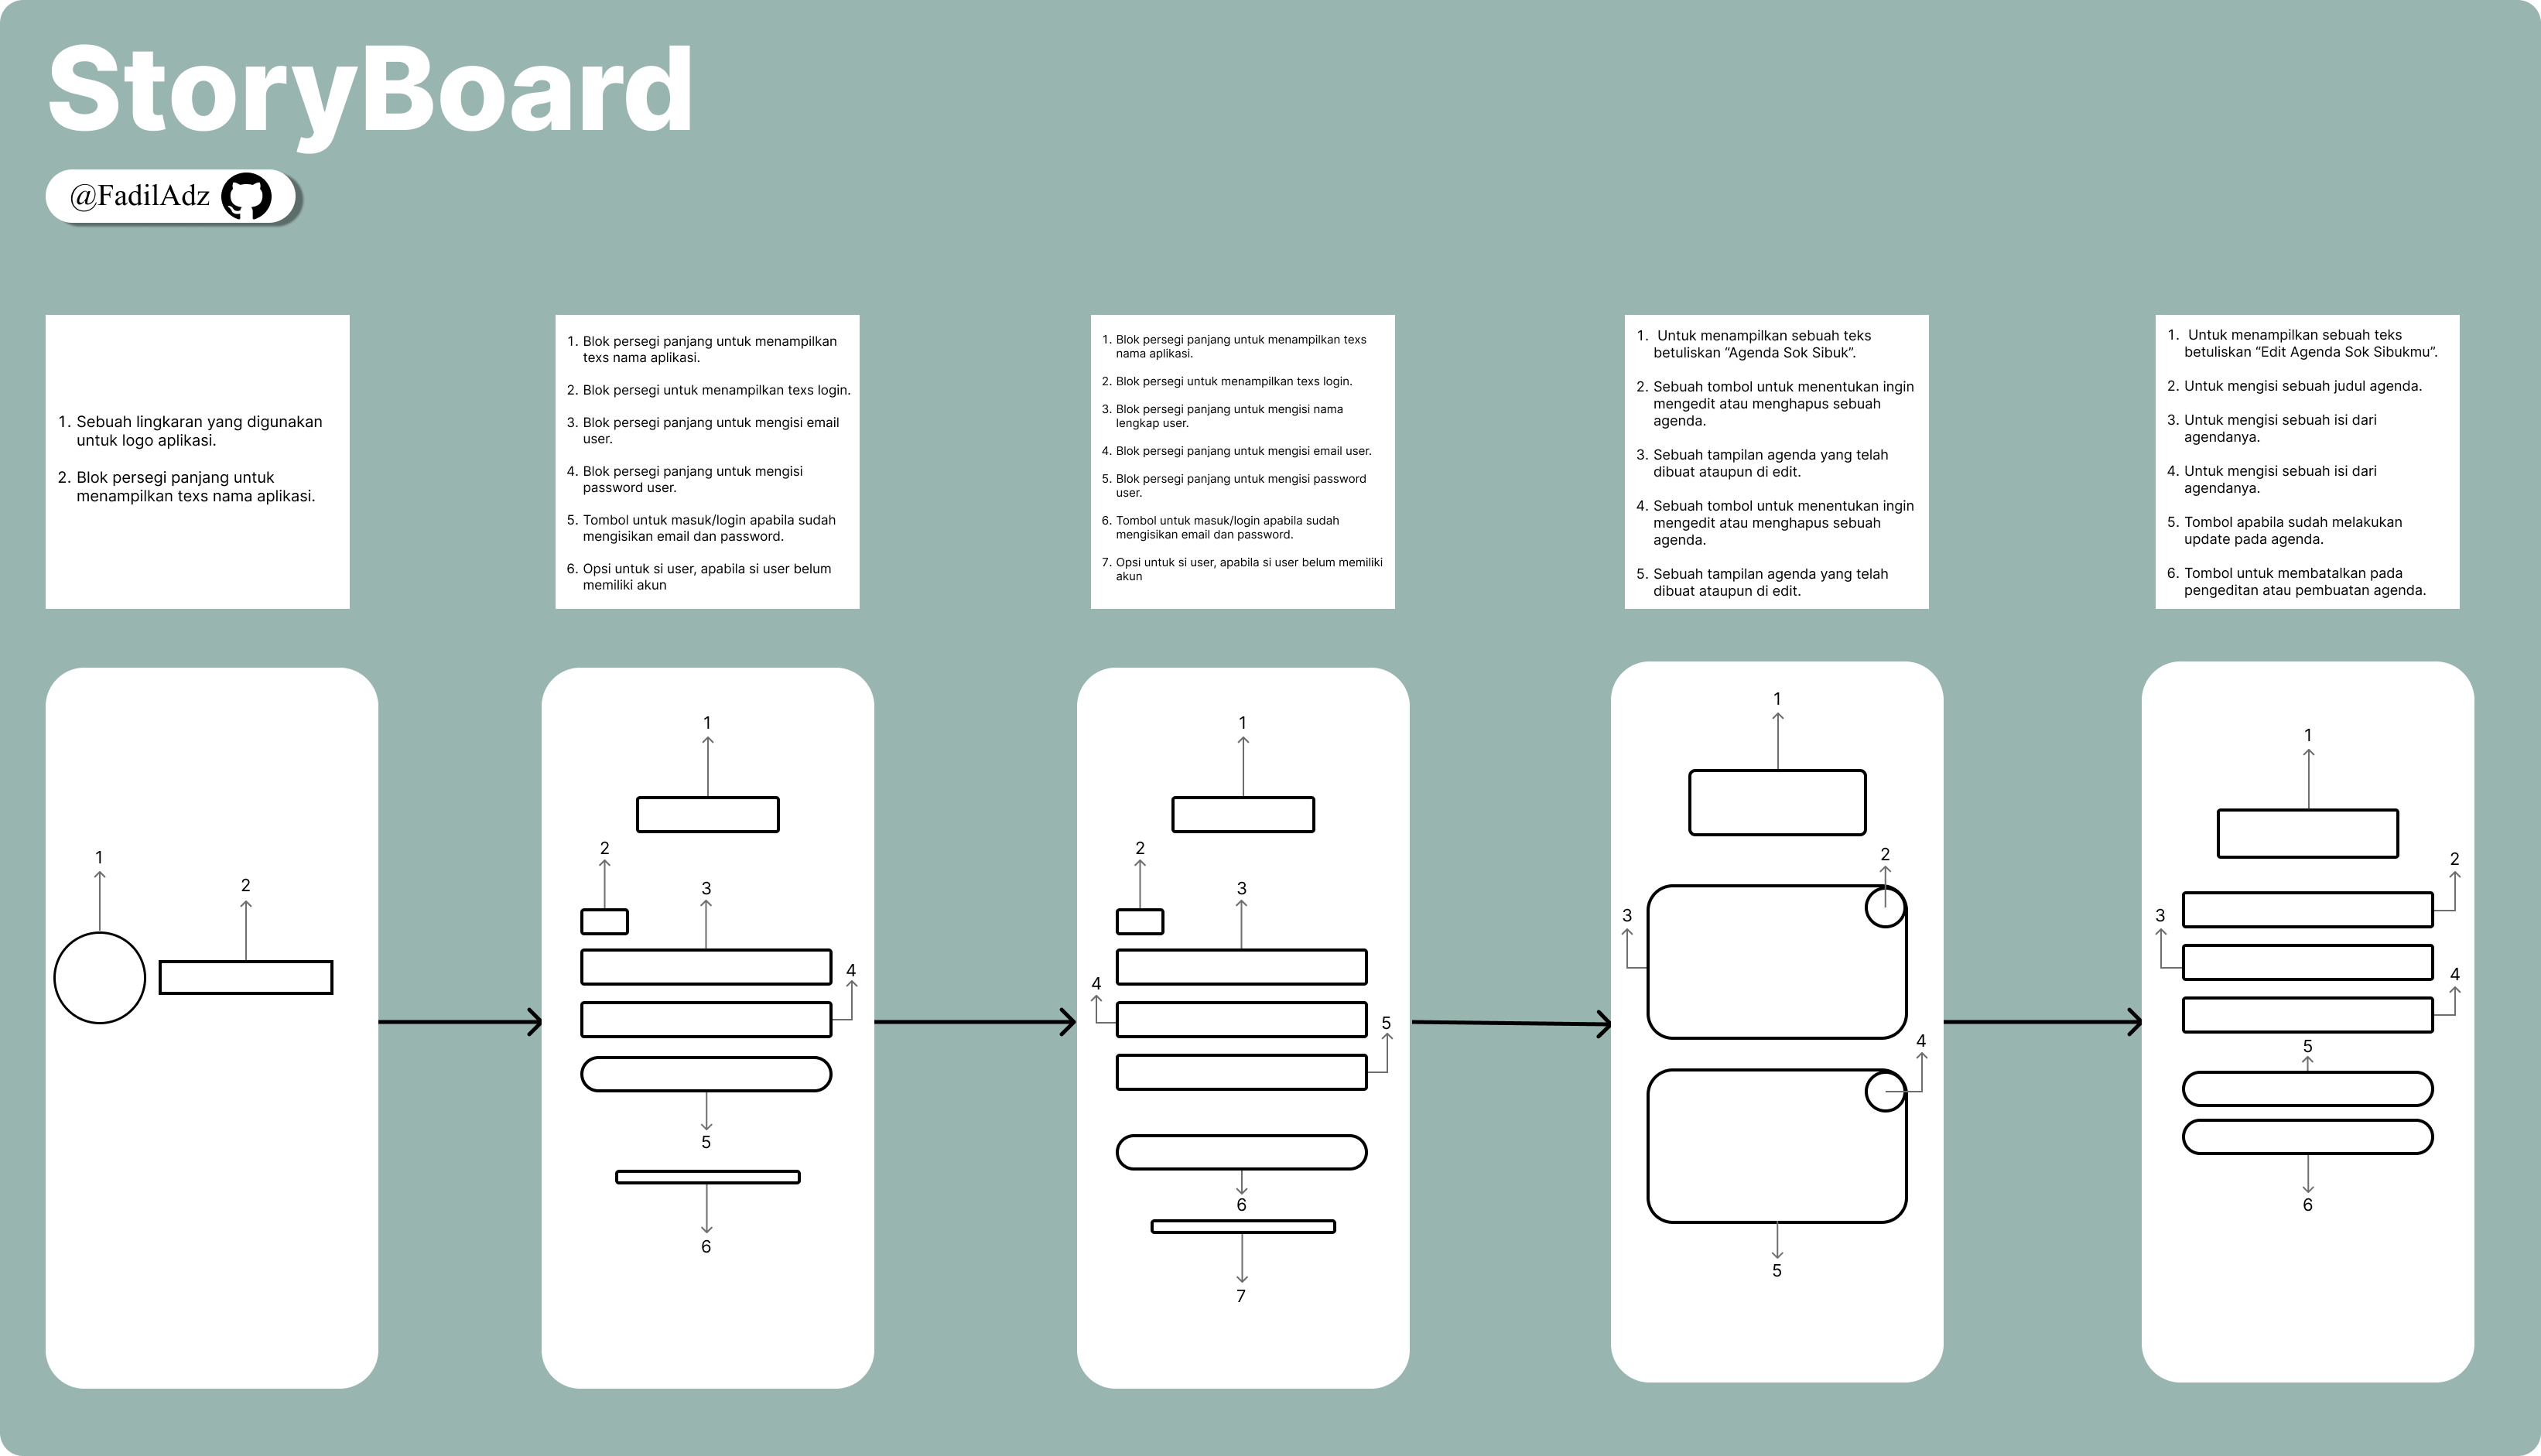 StoryBoard
@FadilAdz
1. Sebuah lingkaran yang digunakan
untuk logo aplikasi.
2. Blok persegi panjang untuk
menampilkan texs nama aplikasi.
1. Blok persegi panjang untuk menampilkan
texs nama aplikasi.
2. Blok persegi untuk menampilkan texs login.
3. Blok persegi panjang untuk mengisi email
user.
4. Blok persegi panjang untuk mengisi
password user.
5. Tombol untuk masuk/login apabila sudah
mengisikan email dan password.
6. Opsi untuk si user, apabila si user belum
memiliki akun
1. Blok persegi panjang untuk menampilkan texs
nama aplikasi.
2. Blok persegi untuk menampilkan texs login.
3. Blok persegi panjang untuk mengisi nama
lengkap user.
4. Blok persegi panjang untuk mengisi email user.
5. Blok persegi panjang untuk mengisi password
user.
6. Tombol untuk masuk/login apabila sudah
mengisikan email dan password.
7. Opsi untuk si user, apabila si user belum memiliki
akun
1. Untuk menampilkan sebuah teks
betuliskan “Agenda Sok Sibuk”.
2. Sebuah tombol untuk menentukan ingin
mengedit atau menghapus sebuah
agenda.
3. Sebuah tampilan agenda yang telah
dibuat ataupun di edit.
4. Sebuah tombol untuk menentukan ingin
mengedit atau menghapus sebuah
agenda.
5. Sebuah tampilan agenda yang telah
dibuat ataupun di edit.
1. Untuk menampilkan sebuah teks
betuliskan “Edit Agenda Sok Sibukmu”.
2. Untuk mengisi sebuah judul agenda.
3. Untuk mengisi sebuah isi dari
agendanya.
4. Untuk mengisi sebuah isi dari
agendanya.
5. Tombol apabila sudah melakukan
update pada agenda.
6. Tombol untuk membatalkan pada
pengeditan atau pembuatan agenda.
1
2
1
2
3
4
5
6
1
2
3
4
5
6
7
1
2
3
4
5
1
2
3
4
5
6